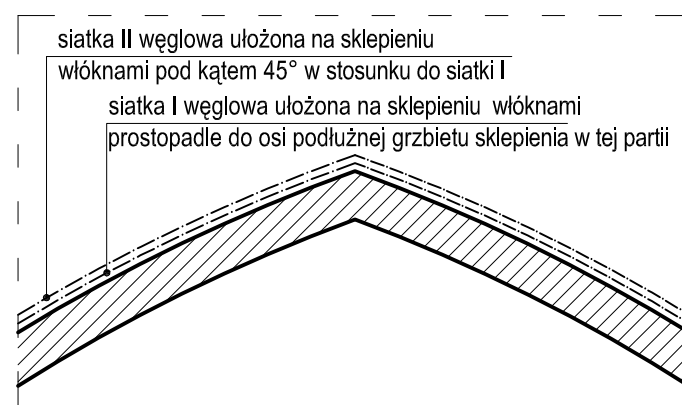 siatka II węglowa ułożona na sklepieniu
włóknami pod kątem 45° w stosunku do siatki I
siatka I węglowa ułożona na sklepieniu włóknami
prostopadle do osi podłużnej grzbietu sklepienia w tej partii